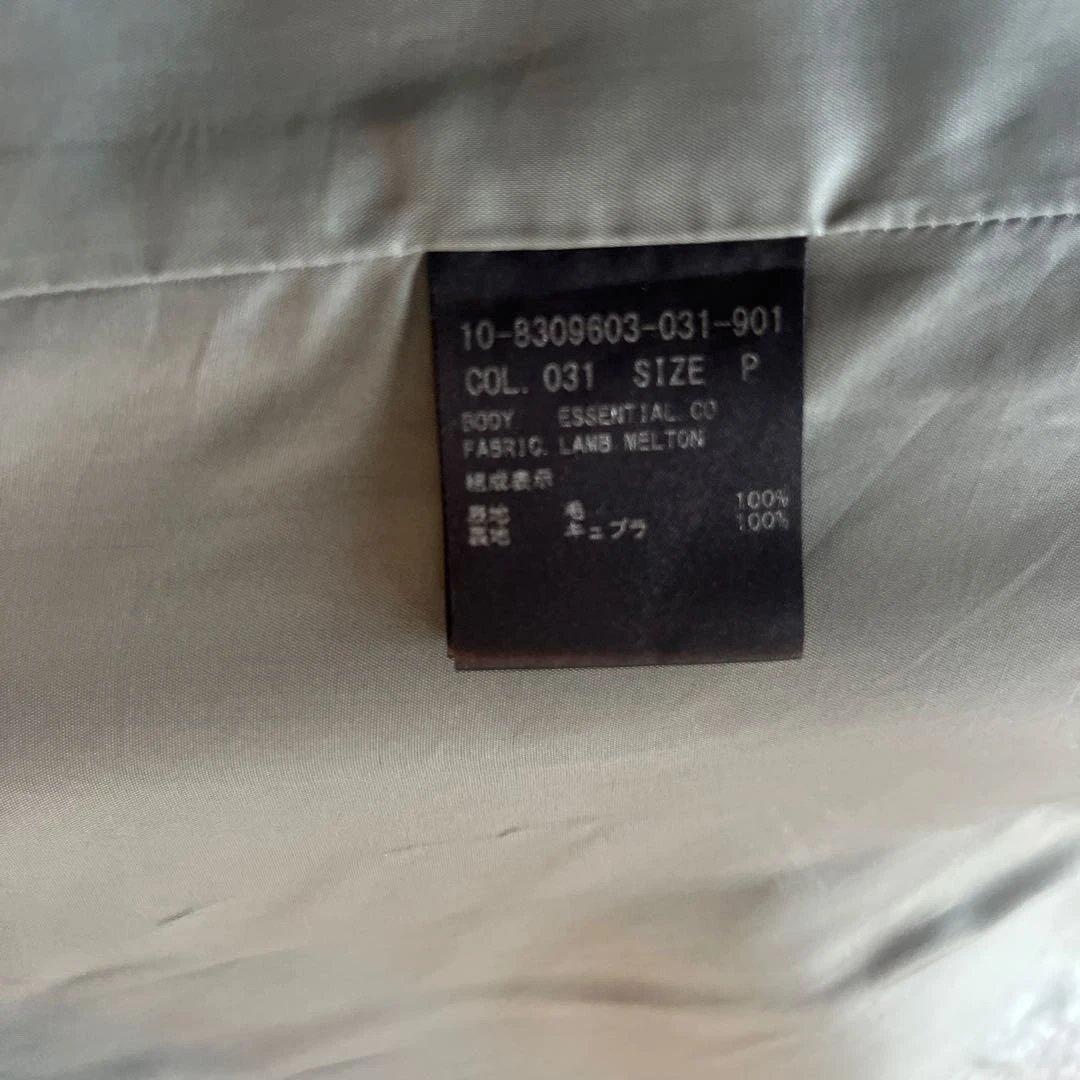 10-8309603-031-901
COL. 031 SIZE P
BODY. ESSENTIAL CO
FABRIC. LAMB MELTON
組成表示
表地 毛 100%
裏地 キュプラ 100%